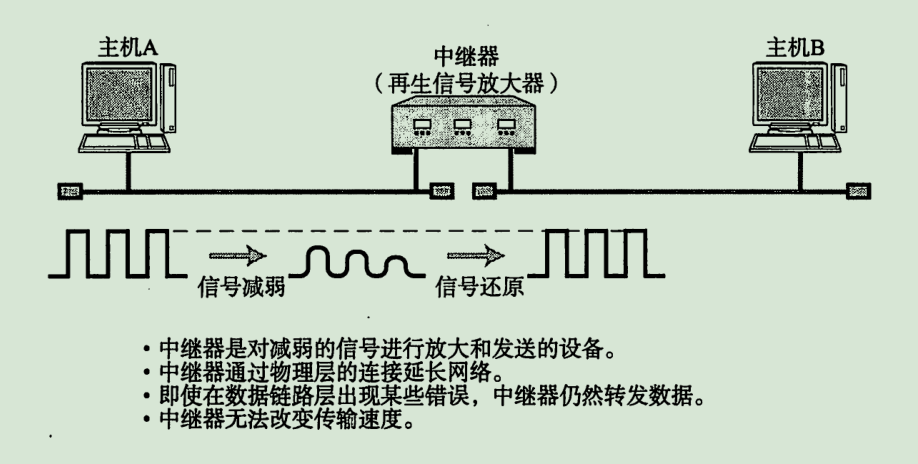 主机A
中继器
（再生信号放大器）
主机B
信号减弱
信号还原
•中继器是对减弱的信号进行放大和发送的设备。
•中继器通过物理层的连接延长网络。
•即使在数据链路层出现某些错误，中继器仍然转发数据。
•中继器无法改变传输速度。